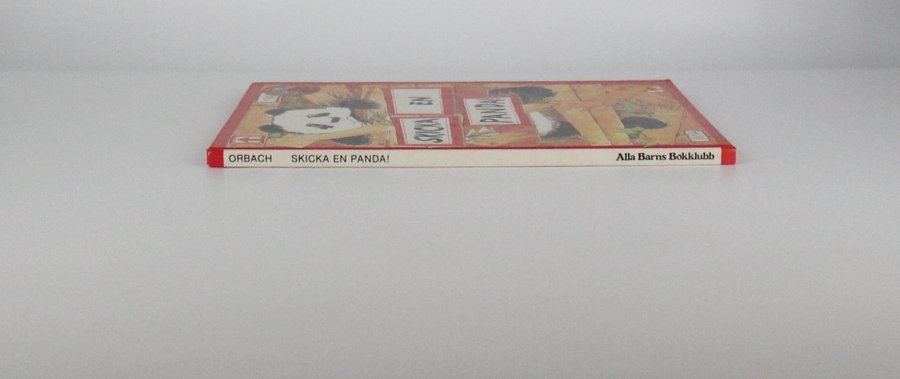 SKICKA
EN
PANDA
ORBACH SKICKA EN PANDA! Alla Barns Bokklubb